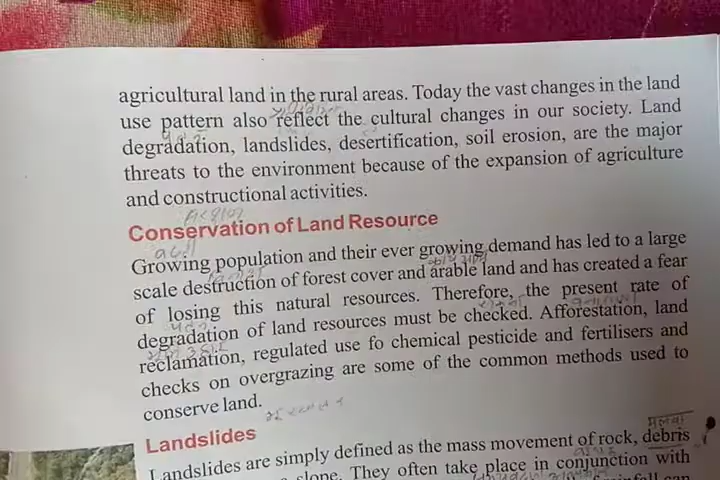 agricultural land in the rural areas. Today the vast changes in the land
use pattern also reflect the cultural changes in our society. Land
degradation, landslides, desertification, soil erosion, are the major
threats to the environment because of the expansion of agriculture
and constructional activities.
Conservation of Land Resource
Growing population and their ever growing demand has led to a large
scale destruction of forest cover and arable land and has created a fear
of losing this natural resources. Therefore, the present rate of
degradation of land resources must be checked. Afforestation, land
reclamation, regulated use fo chemical pesticide and fertilisers and
checks on overgrazing are some of the common methods used to
conserve land.
Landslides
मलबा
Landslides are simply defined as the mass movement of rock, debris
slope. They often take place in conjunction with